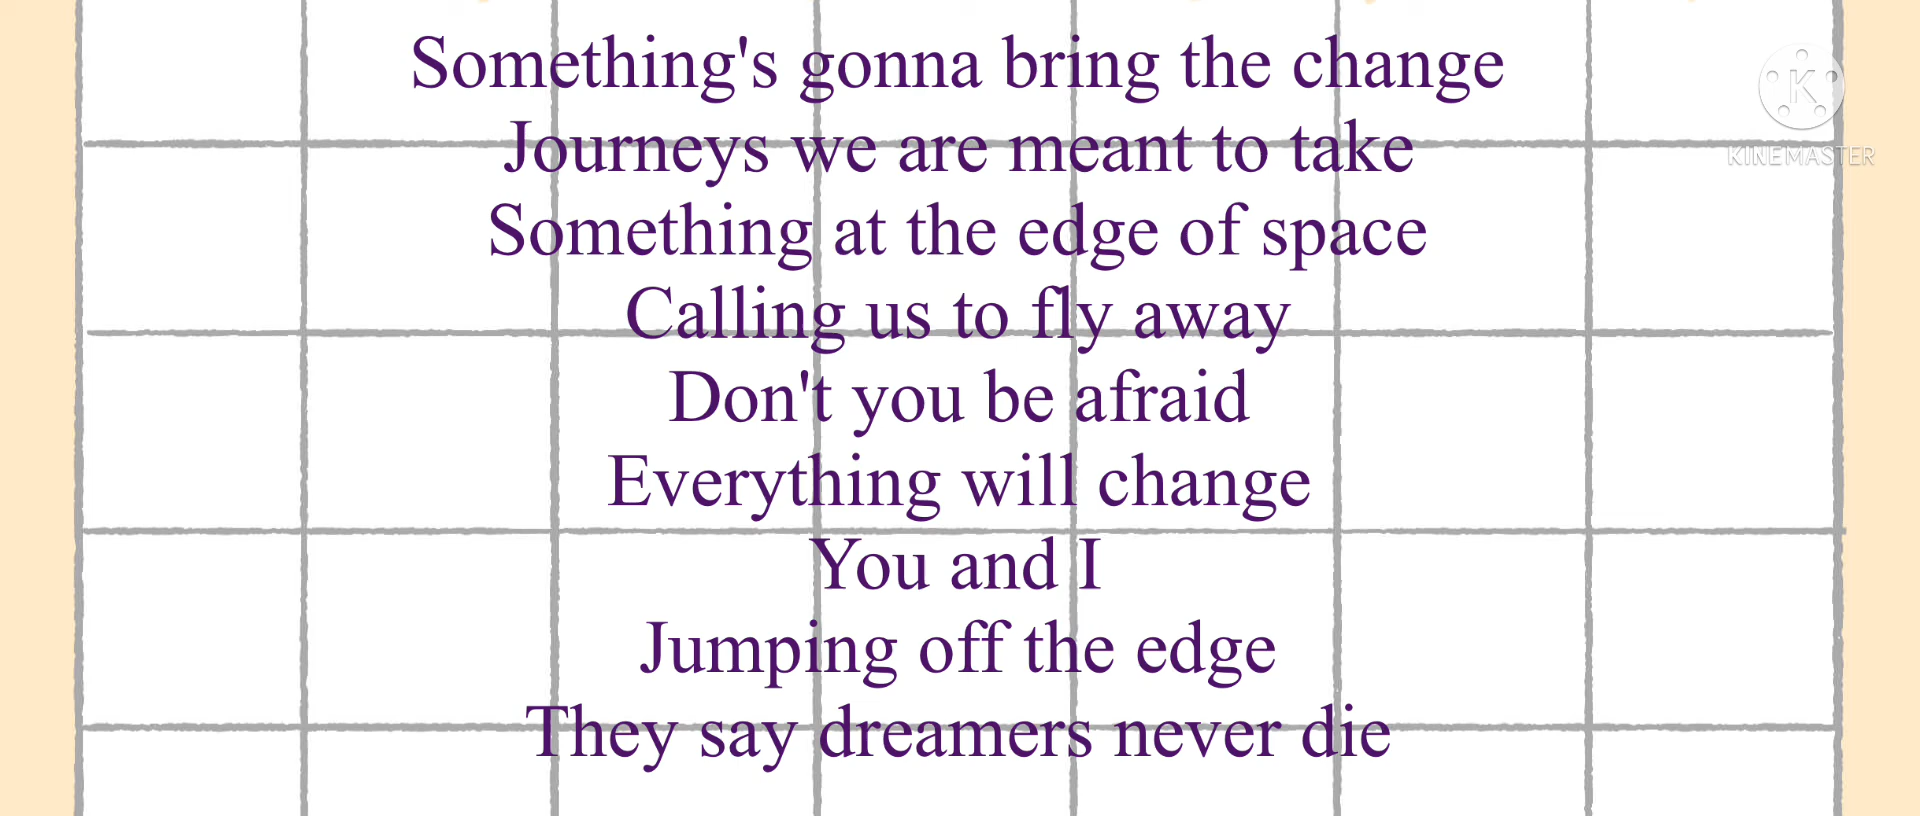 Something's gonna bring the change
Journeys we are meant to take
Something at the edge of space
Calling us to fly away
Don't you be afraid
Everything will change
You and I
Jumping off the edge
They say dreamers never die
K
KINEMASTER